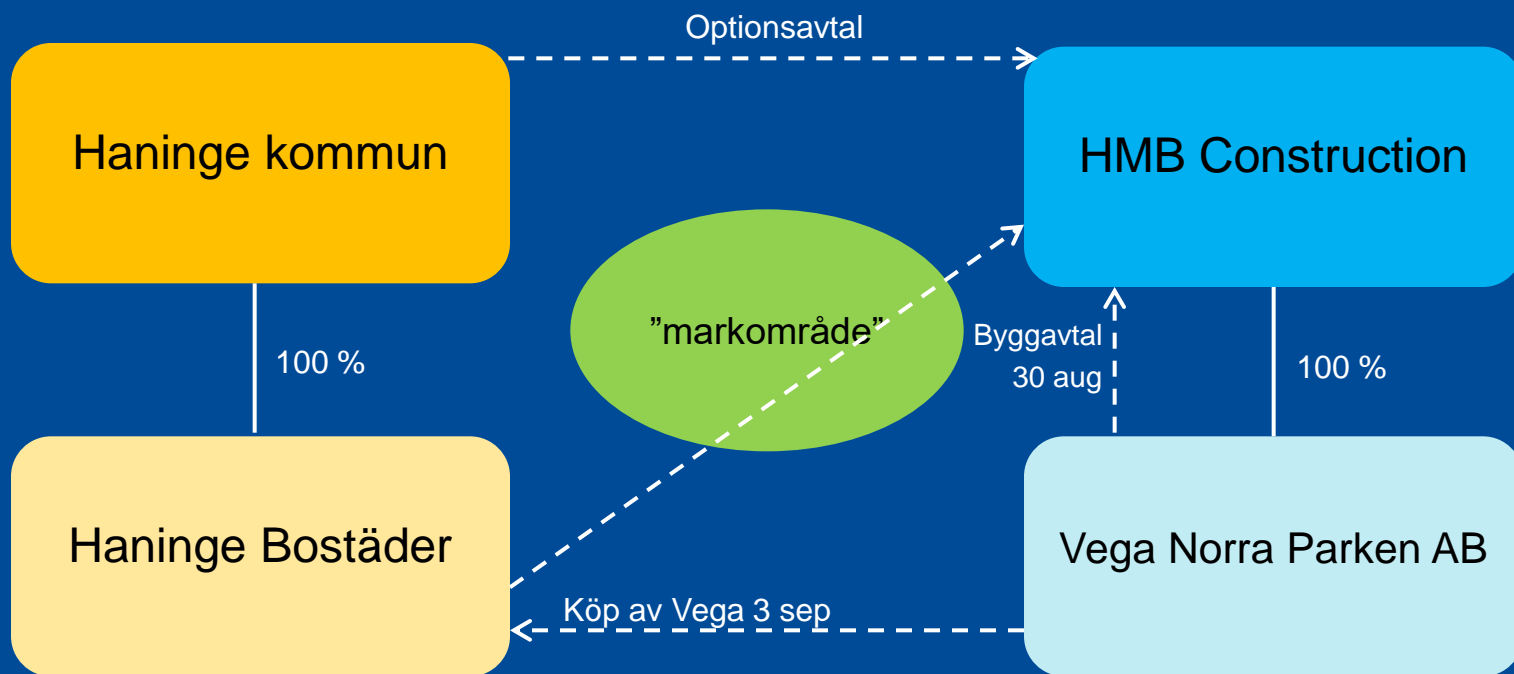 Optionsavtal
Haninge kommun
HMB Construction
”markområde”
Byggavtal
30 aug
100 %
100 %
Haninge Bostäder
Vega Norra Parken AB
Köp av Vega 3 sep